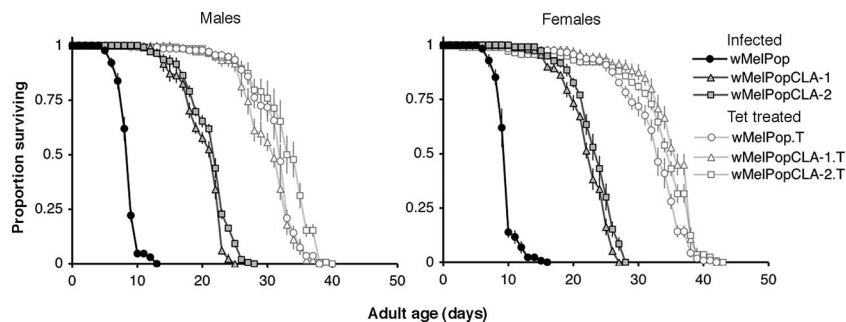 Males
Females
Proportion surviving
1
0.75
0.5
0.25
0
0
10
20
30
40
50
1
0.75
0.5
0.25
0
0
10
20
30
40
50
Adult age (days)
Infected
wMelPop
wMelPopCLA-1
wMelPopCLA-2
Tet treated
wMelPop.T
wMelPopCLA-1.T
wMelPopCLA-2.T